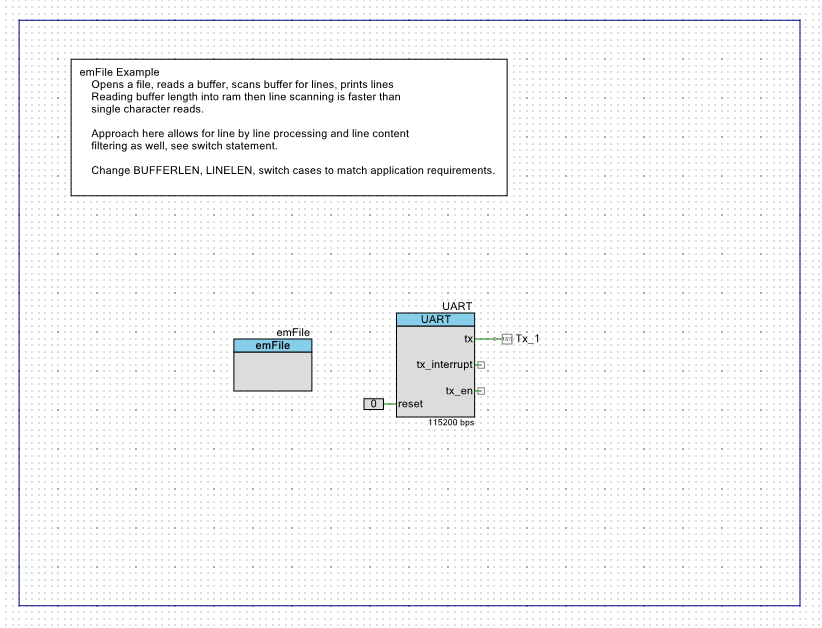 emFile Example
Opens a file, reads a buffer, scans buffer for lines, prints lines
Reading buffer length into ram then line scanning is faster than
single character reads.
Approach here allows for line by line processing and line content
filtering as well, see switch statement.
Change BUFFERLEN, LINELEN, switch cases to match application requirements.
emFile
emFile
UART
UART
tx
Tx_1
tx_interrupt
tx_en
0
reset
115200 bps